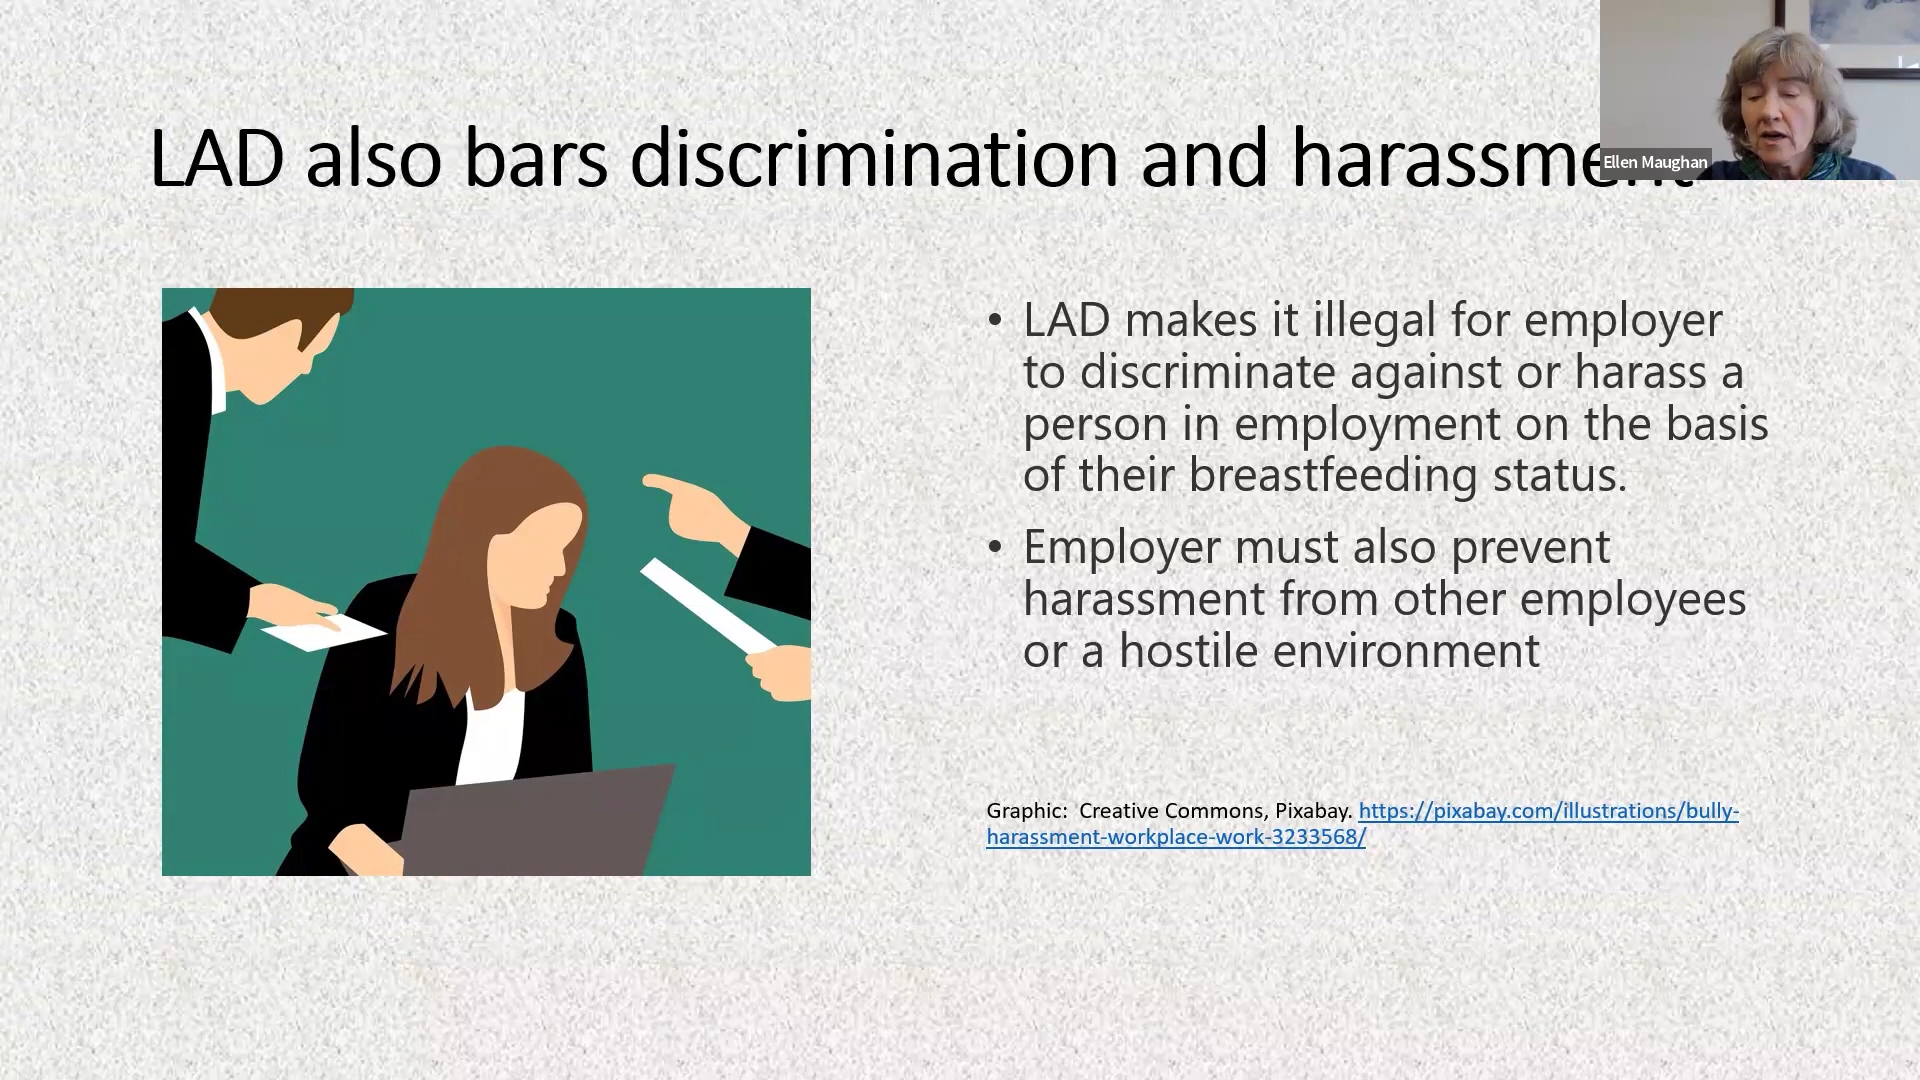 LAD also bars discrimination and harassment
Ellen Maughan
• LAD makes it illegal for employer
to discriminate against or harass a
person in employment on the basis
of their breastfeeding status.
• Employer must also prevent
harassment from other employees
or a hostile environment
Graphic: Creative Commons, Pixabay. https://pixabay.com/illustrations/bully-
harassment-workplace-work-3233568/